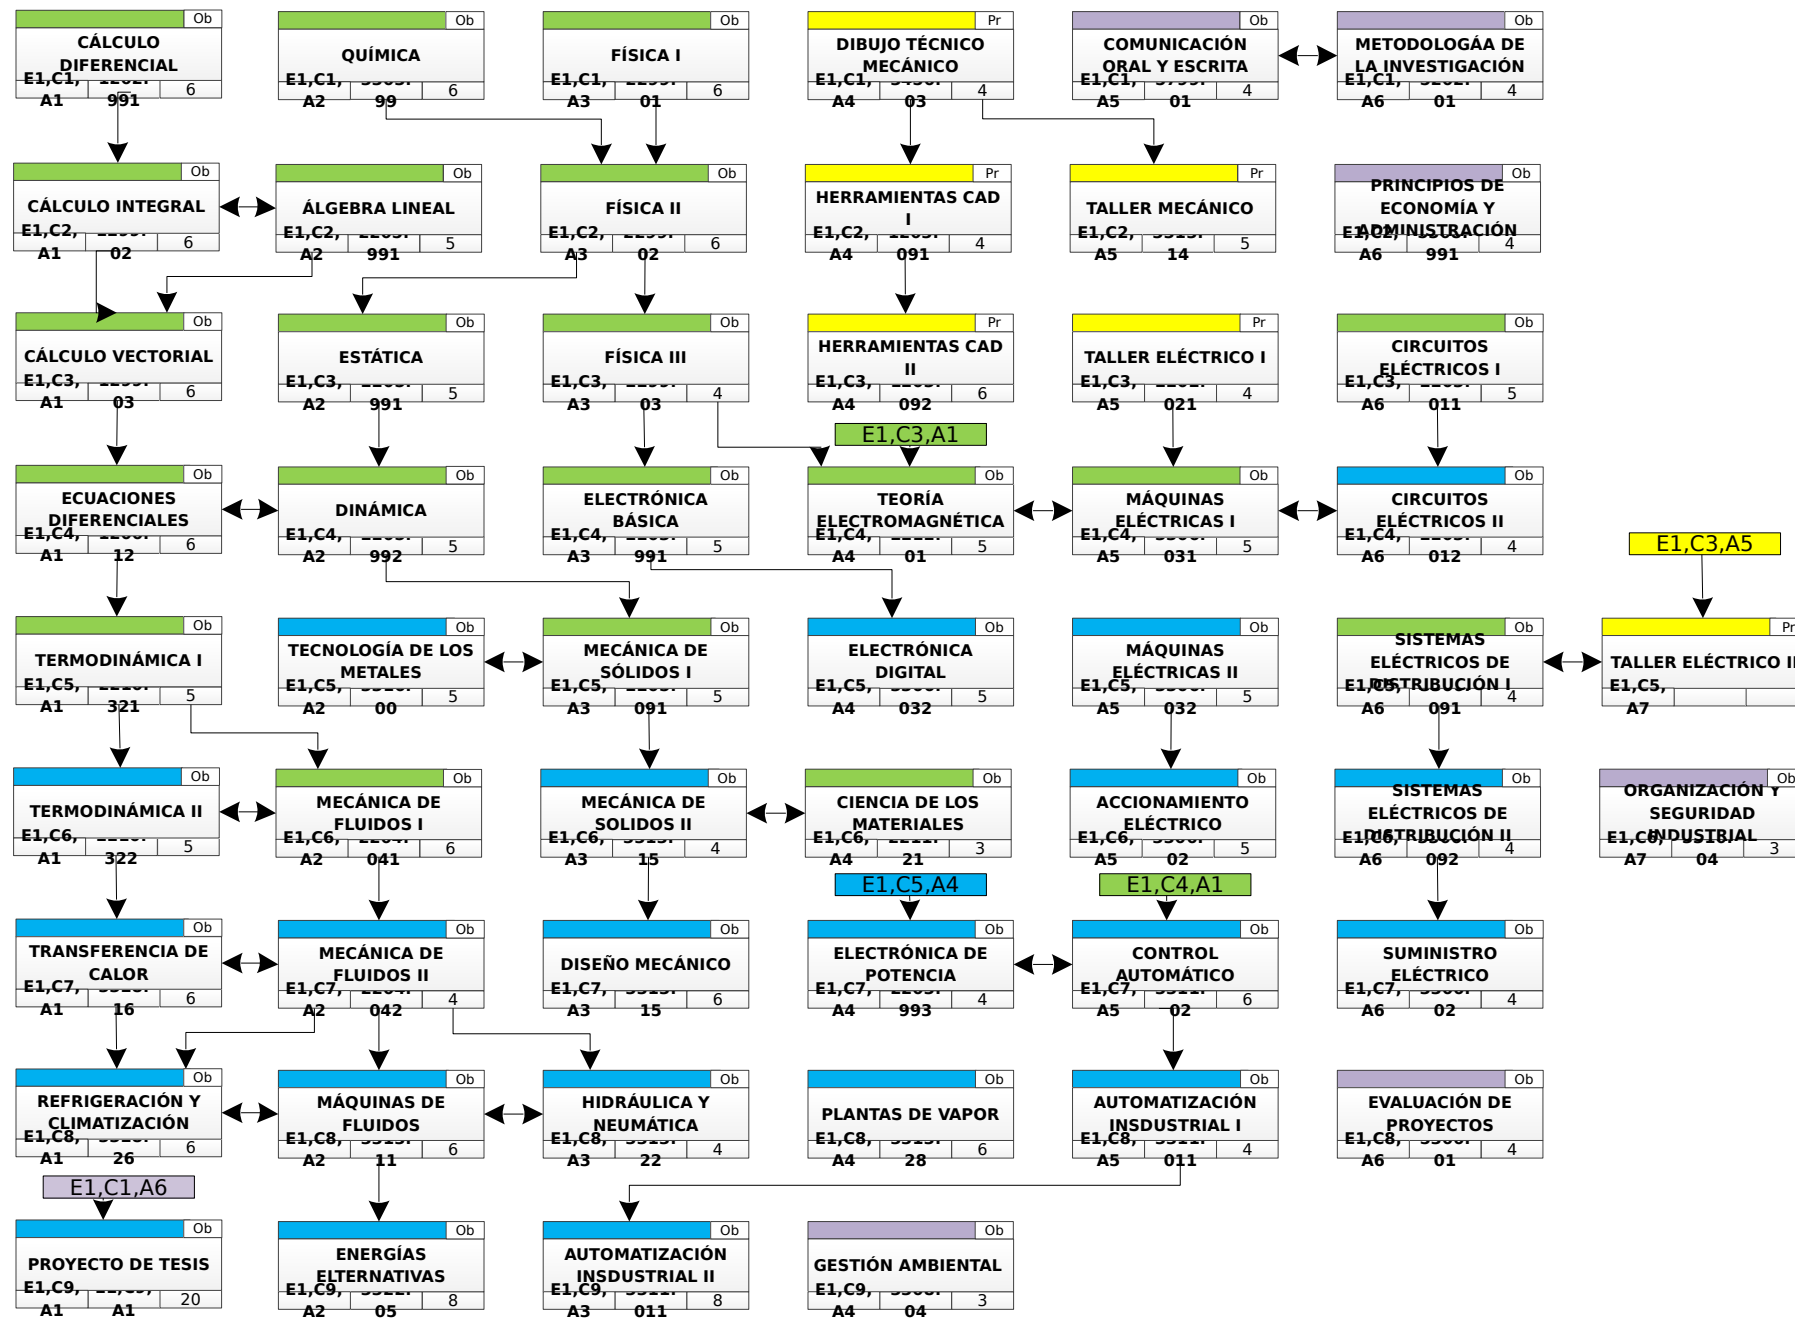 Ob
CÁLCULO
DIFERENCIAL
E1,C1,
A1
991
6
Ob
QUÍMICA
E1,C1,
A2
99
6
Ob
FÍSICA I
E1,C1,
A3
01
6
Pr
DIBUJO TÉCNICO
MECÁNICO
E1,C1,
A4
03
4
Ob
COMUNICACIÓN
ORAL Y ESCRITA
E1,C1,
A5
01
4
Ob
METODOLOGÁA DE
LA INVESTIGACIÓN
E1,C1,
A6
01
4
Ob
CÁLCULO INTEGRAL
E1,C2,
A1
02
6
Ob
ÁLGEBRA LINEAL
E1,C2,
A2
991
5
Ob
FÍSICA II
E1,C2,
A3
02
6
Pr
HERRAMIENTAS CAD
I
E1,C2,
A4
091
4
Pr
TALLER MECÁNICO
E1,C2,
A5
14
5
Ob
PRINCIPIOS DE
ECONOMÍA Y
ADMINISTRACIÓN
E1,C2,
A6
991
4
Ob
CÁLCULO VECTORIAL
E1,C3,
A1
03
6
Ob
ESTÁTICA
E1,C3,
A2
991
5
Ob
FÍSICA III
E1,C3,
A3
03
4
Pr
HERRAMIENTAS CAD
II
E1,C3,
A4
092
6
Pr
TALLER ELÉCTRICO I
E1,C3,
A5
021
4
Ob
CIRCUITOS
ELÉCTRICOS I
E1,C3,
A6
011
5
E1,C3,A1
Ob
ECUACIONES
DIFERENCIALES
E1,C4,
A1
12
6
Ob
DINÁMICA
E1,C4,
A2
992
5
Ob
ELECTRÓNICA
BÁSICA
E1,C4,
A3
991
5
Ob
TEORÍA
ELECTROMAGNÉTICA
E1,C4,
A4
01
5
Ob
MÁQUINAS
ELÉCTRICAS I
E1,C4,
A5
031
5
Ob
CIRCUITOS
ELÉCTRICOS II
E1,C4,
A6
012
4
E1,C3,A5
Ob
TERMODINÁMICA I
E1,C5,
A1
321
5
Ob
TECNOLOGÍA DE LOS
METALES
E1,C5,
A2
00
5
Ob
MECÁNICA DE
SÓLIDOS I
E1,C5,
A3
091
5
Ob
ELECTRÓNICA
DIGITAL
E1,C5,
A4
032
5
Ob
MÁQUINAS
ELÉCTRICAS II
E1,C5,
A5
032
5
Ob
SISTEMAS
ELÉCTRICOS DE
DISTRIBUCIÓN I
E1,C5,
A6
091
4
Pr
TALLER ELÉCTRICO II
E1,C5,
A7
Ob
TERMODINÁMICA II
E1,C6,
A1
322
5
Ob
MECÁNICA DE
FLUIDOS I
E1,C6,
A2
041
6
Ob
MECÁNICA DE
SOLIDOS II
E1,C6,
A3
15
4
Ob
CIENCIA DE LOS
MATERIALES
E1,C6,
A4
21
3
Ob
ACCIONAMIENTO
ELÉCTRICO
E1,C6,
A5
02
5
Ob
SISTEMAS
ELÉCTRICOS DE
DISTRIBUCIÓN II
E1,C6,
A6
092
4
Ob
ORGANIZACIÓN Y
SEGURIDAD
INDUSTRIAL
E1,C6,
A7
04
3
E1,C5,A4
E1,C4,A1
Ob
TRANSFERENCIA DE
CALOR
E1,C7,
A1
16
6
Ob
MECÁNICA DE
FLUIDOS II
E1,C7,
A2
042
4
Ob
DISEÑO MECÁNICO
E1,C7,
A3
15
6
Ob
ELECTRÓNICA DE
POTENCIA
E1,C7,
A4
993
4
Ob
CONTROL
AUTOMÁTICO
E1,C7,
A5
02
6
Ob
SUMINISTRO
ELÉCTRICO
E1,C7,
A6
02
4
Ob
REFRIGERACIÓN Y
CLIMATIZACIÓN
E1,C8,
A1
26
6
Ob
MÁQUINAS DE
FLUIDOS
E1,C8,
A2
11
6
Ob
HIDRÁULICA Y
NEUMÁTICA
E1,C8,
A3
22
4
Ob
PLANTAS DE VAPOR
E1,C8,
A4
28
6
Ob
AUTOMATIZACIÓN
INSDUSTRIAL I
E1,C8,
A5
011
4
Ob
EVALUACIÓN DE
PROYECTOS
E1,C8,
A6
01
4
E1,C1,A6
Ob
PROYECTO DE TESIS
E1,C9,
A1
A1
20
Ob
ENERGÍAS
ELTERNATIVAS
E1,C9,
A2
05
8
Ob
AUTOMATIZACIÓN
INSDUSTRIAL II
E1,C9,
A3
011
8
Ob
GESTIÓN AMBIENTAL
E1,C9,
A4
04
3